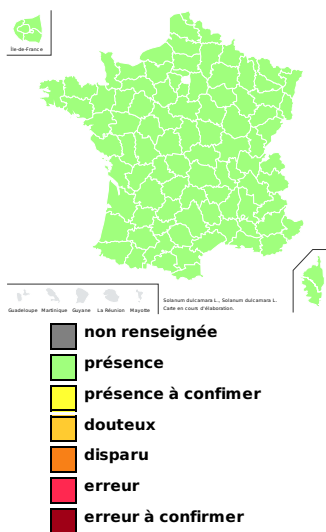 Île-de-France
Guadeloupe Martinique Guyane La Réunion Mayotte
Solanum dulcamara L., Solanum dulcamara L.
Carte en cours d'élaboration.
non renseignée
présence
présence à confimer
douteux
disparu
erreur
erreur à confirmer